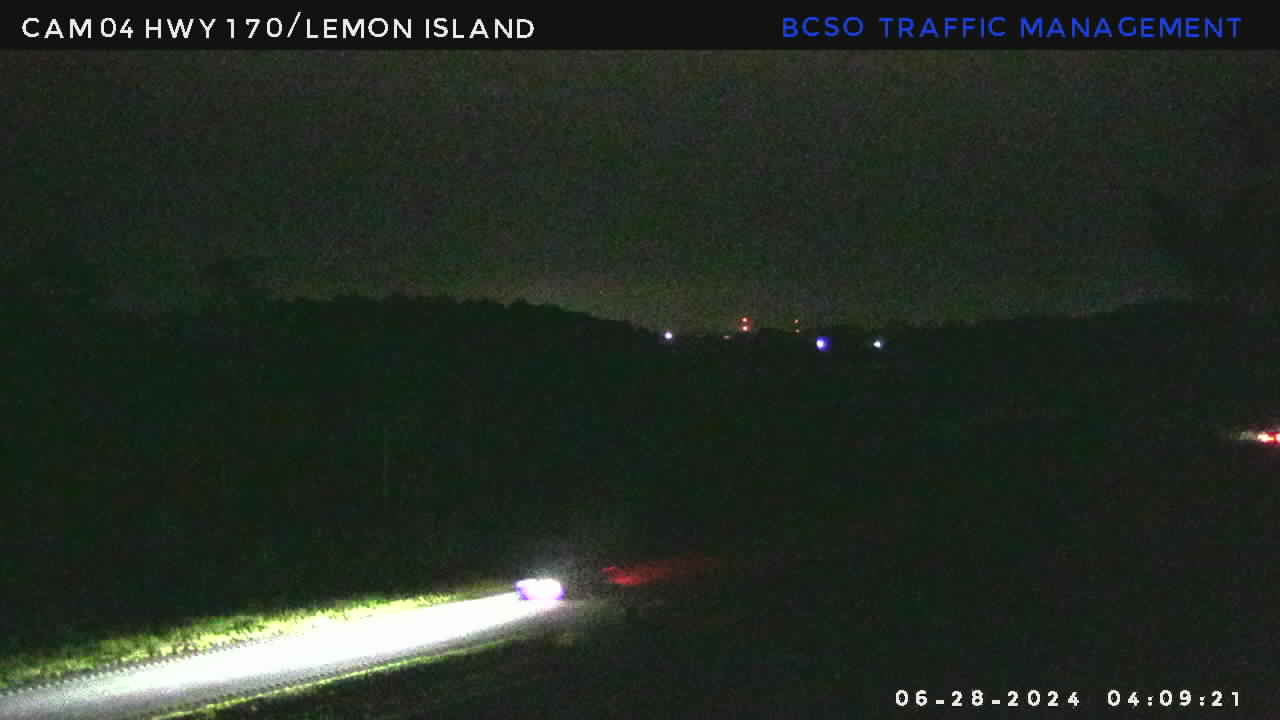 CAM04 HWY 170/LEMON ISLAND
BCSO TRAFFIC MANAGEMENT
06-28-2024 04:09:21